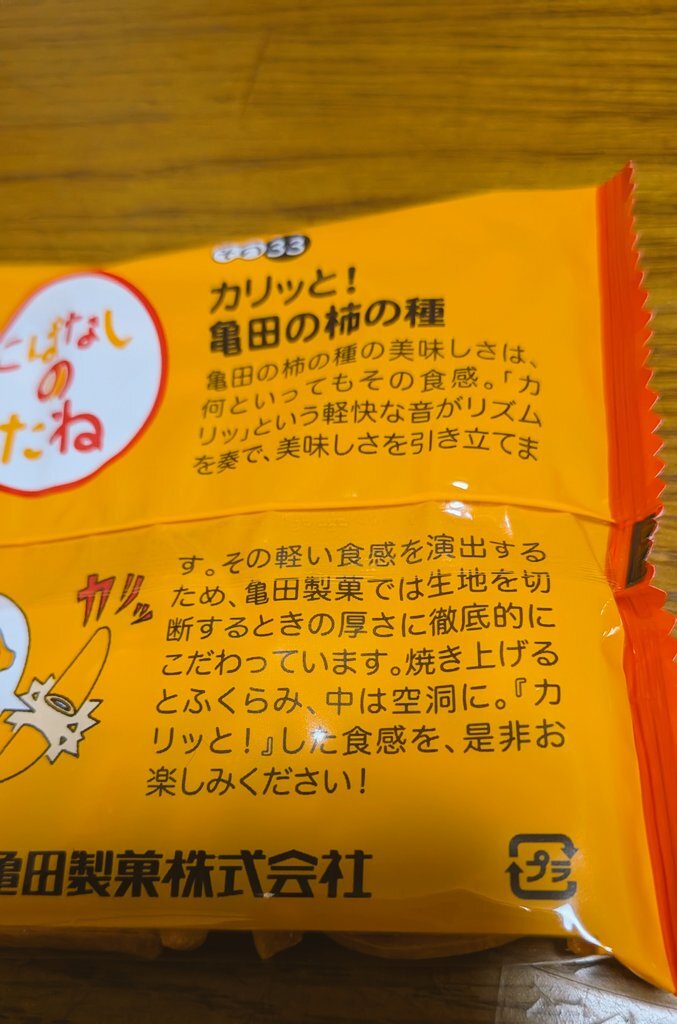 その33
カリッと！
亀田の柿の種
亀田の柿の種の美味しさは、
何といってもその食感。「カ
リッ」という軽快な音がリズム
を奏で、美味しさを引き立てま
す。その軽い食感を演出する
ため、亀田製菓では生地を切
断するときの厚さに徹底的に
こだわっています。焼き上げる
とふくらみ、中は空洞に。『カ
リッと！』した食感を、是非お
楽しみください！
こばなし
の
たね
カリッ
亀田製菓株式会社
プラ